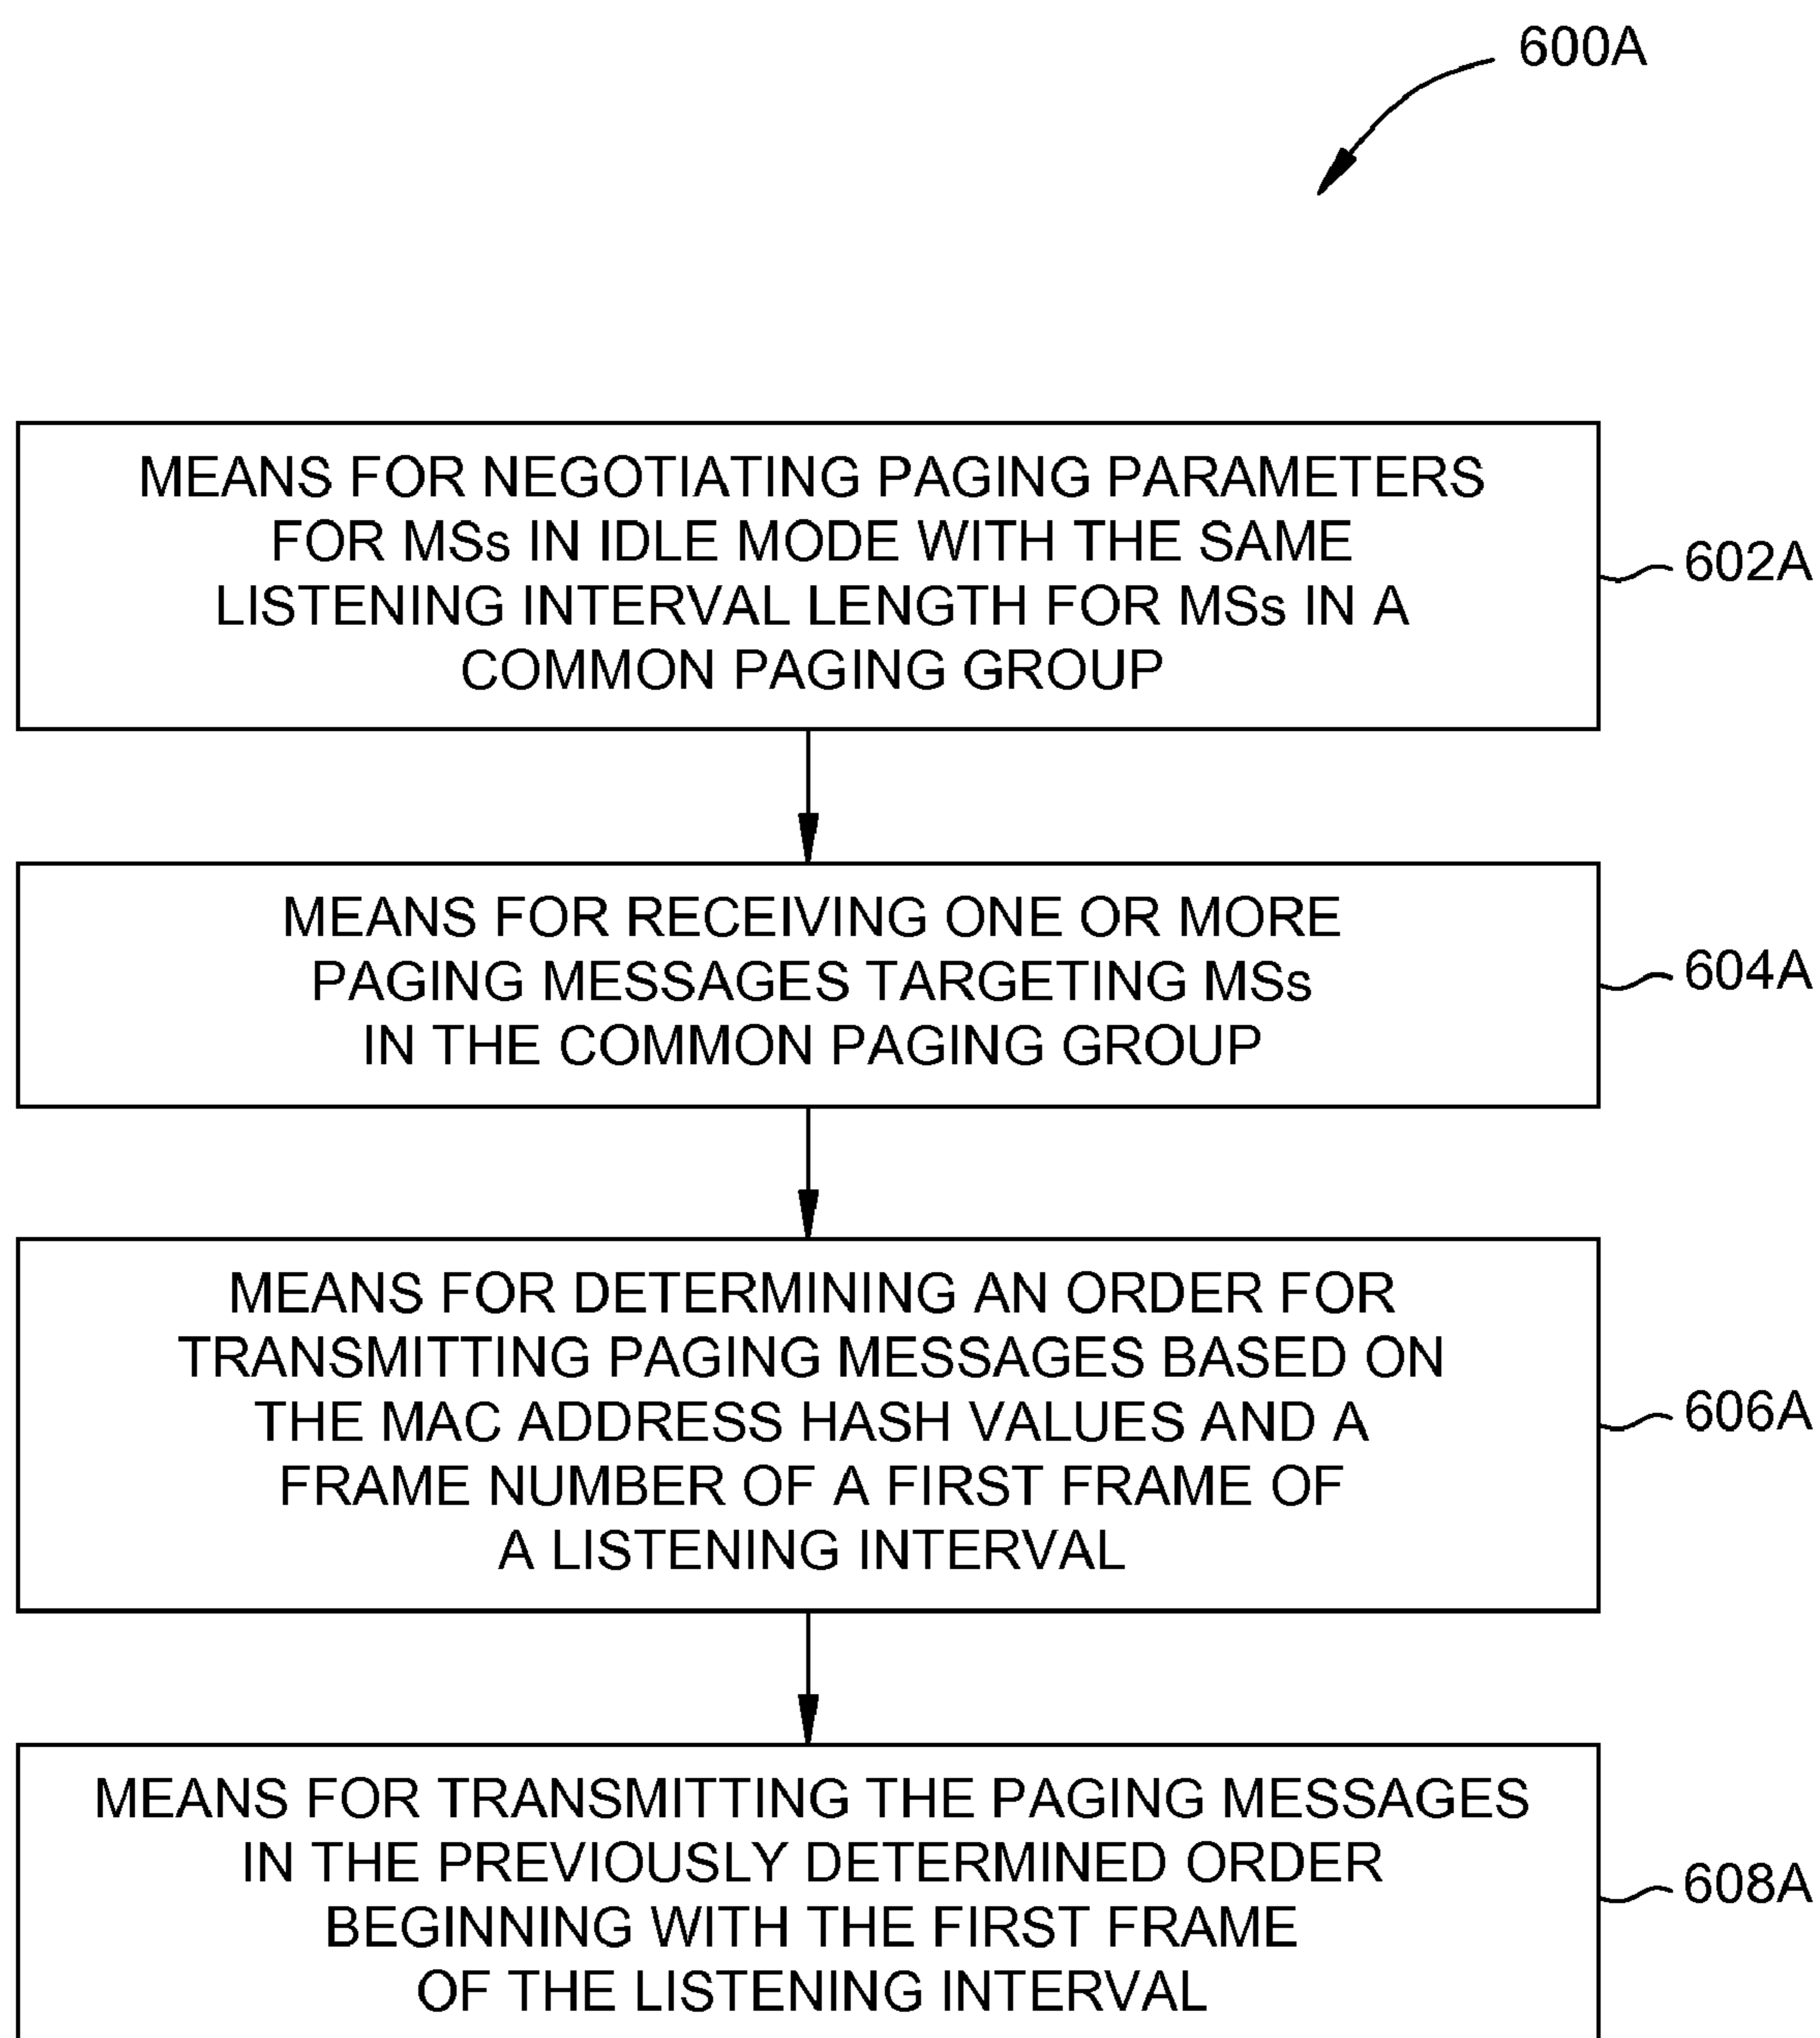 600A
MEANS FOR NEGOTIATING PAGING PARAMETERS
FOR MSs IN IDLE MODE WITH THE SAME
LISTENING INTERVAL LENGTH FOR MSs IN A
COMMON PAGING GROUP
602A
MEANS FOR RECEIVING ONE OR MORE
PAGING MESSAGES TARGETING MSs
IN THE COMMON PAGING GROUP
604A
MEANS FOR DETERMINING AN ORDER FOR
TRANSMITTING PAGING MESSAGES BASED ON
THE MAC ADDRESS HASH VALUES AND A
FRAME NUMBER OF A FIRST FRAME OF
A LISTENING INTERVAL
606A
MEANS FOR TRANSMITTING THE PAGING MESSAGES
IN THE PREVIOUSLY DETERMINED ORDER
BEGINNING WITH THE FIRST FRAME
OF THE LISTENING INTERVAL
608A